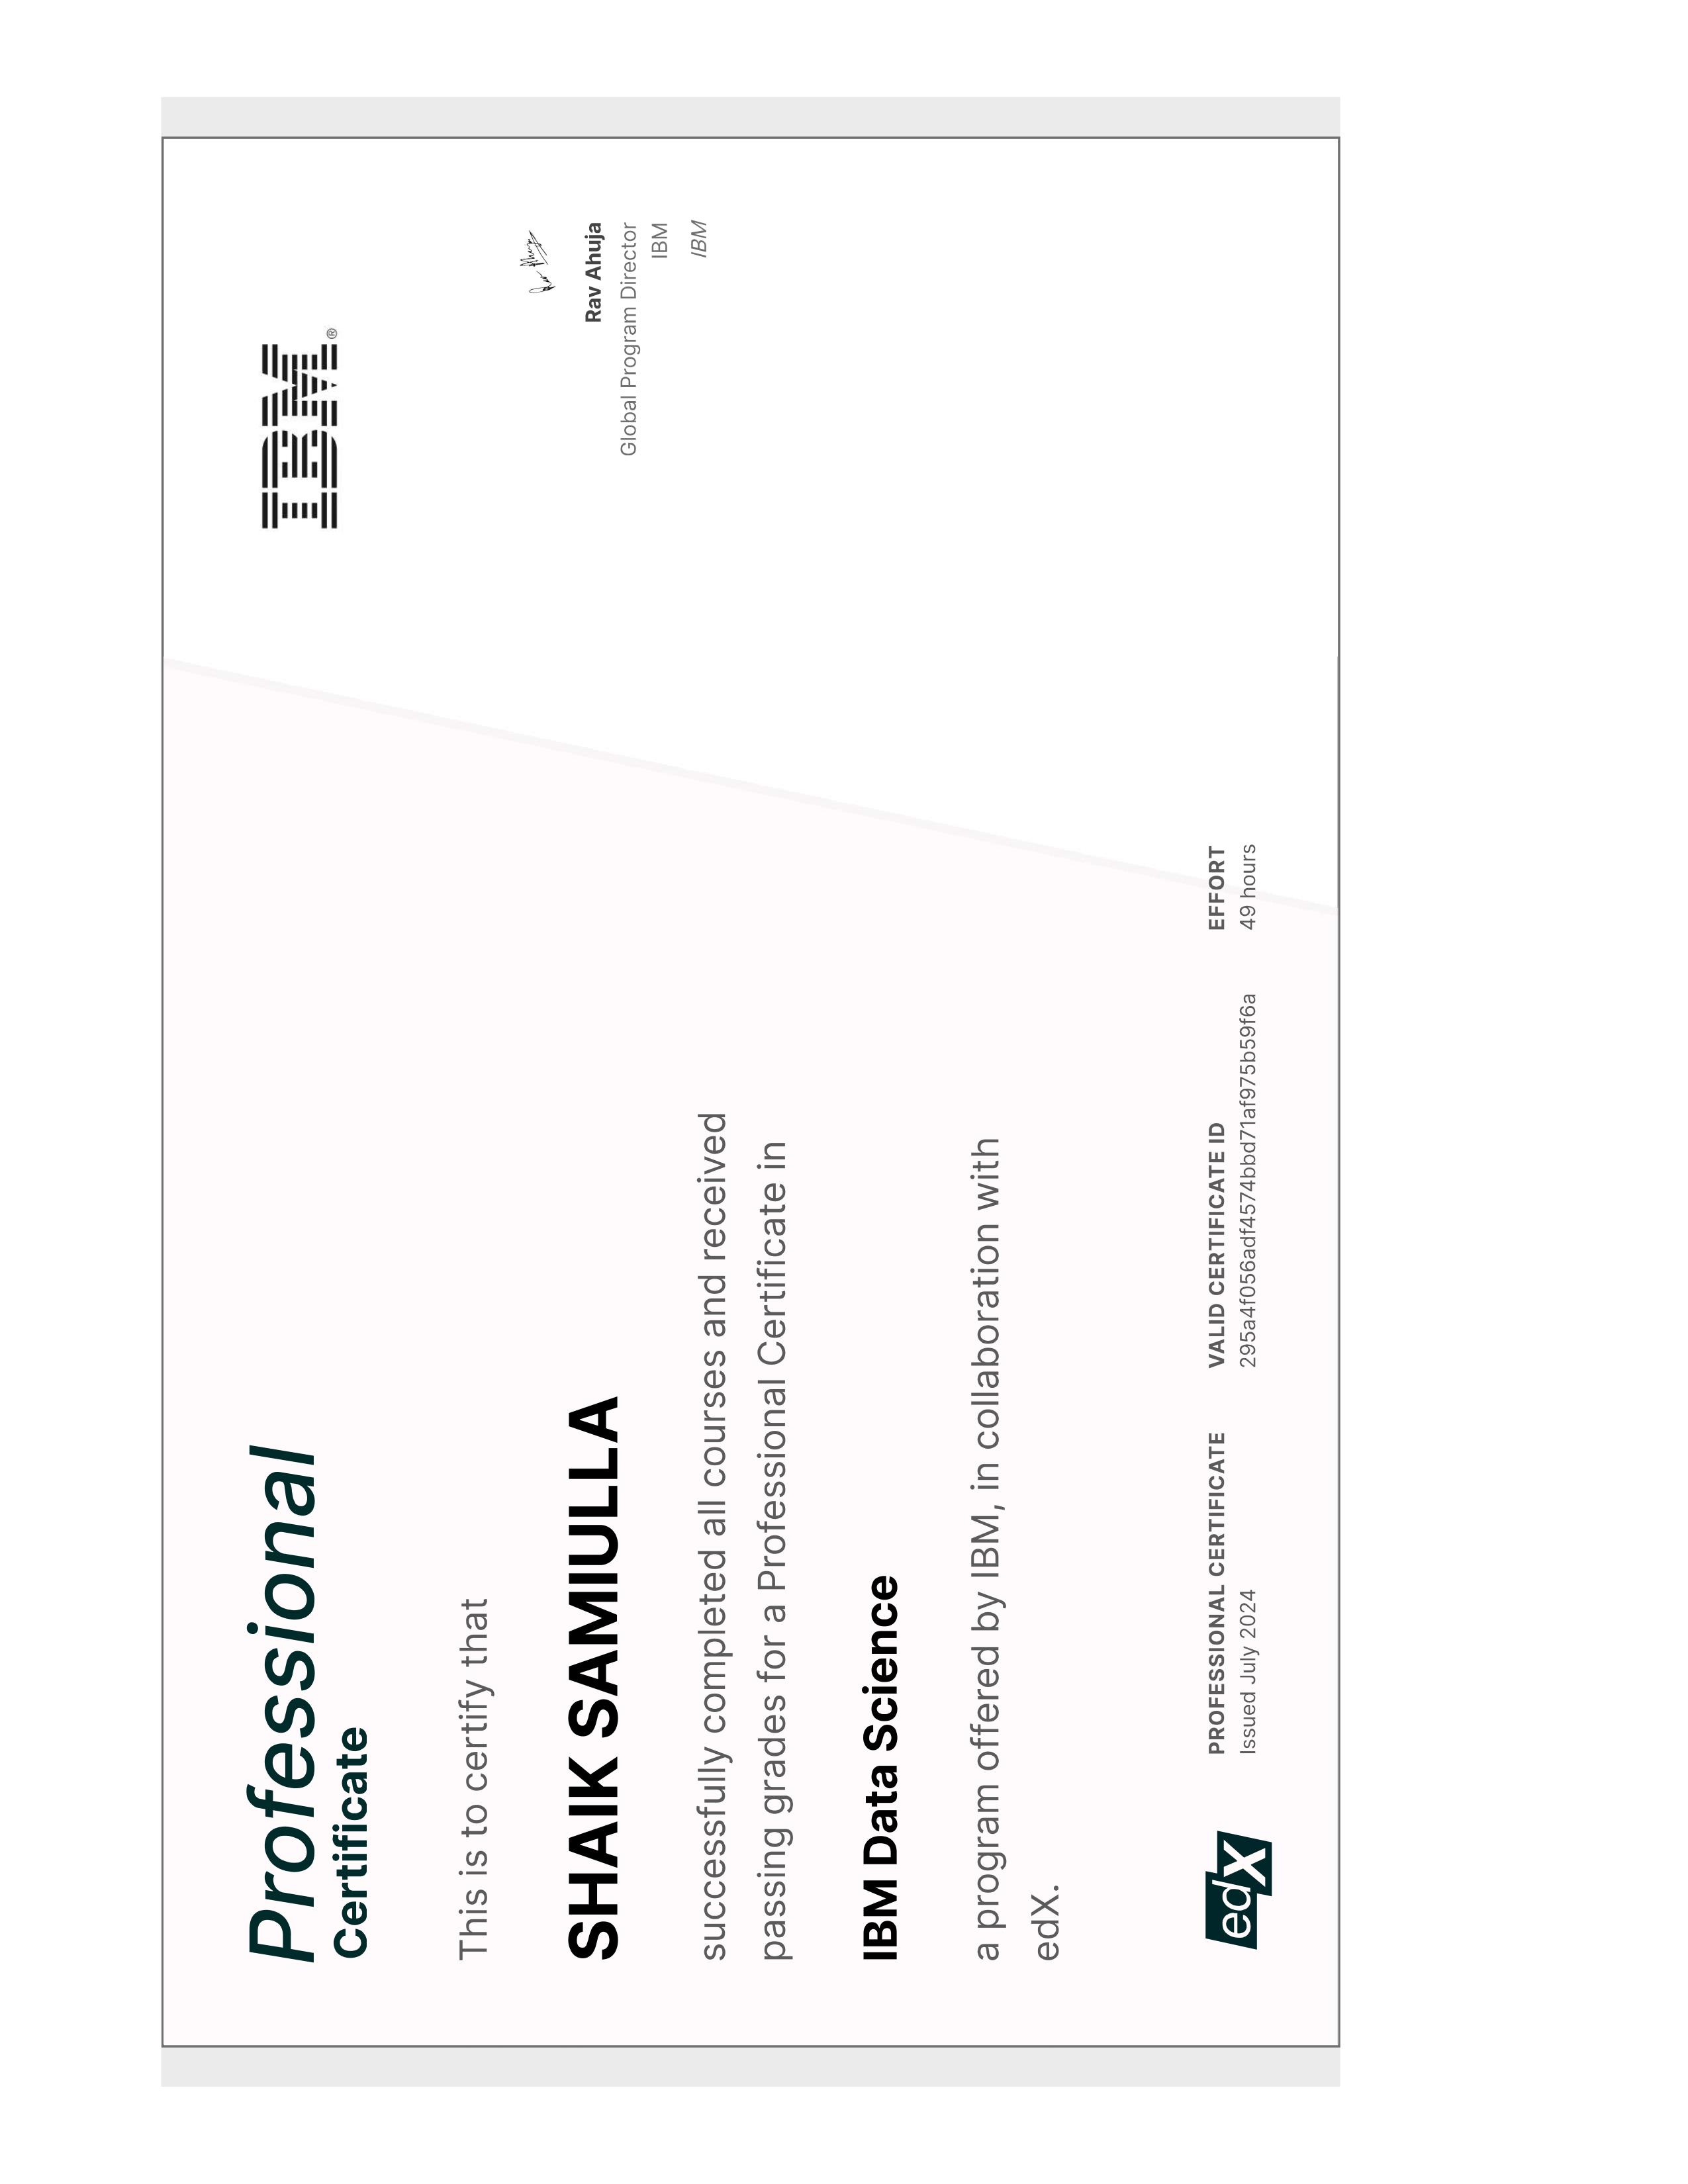 Professional
Certificate
IBM®
This is to certify that
SHAIK SAMIULLA
successfully completed all courses and received
passing grades for a Professional Certificate in
IBM Data Science
a program offered by IBM, in collaboration with
edX.
Rav Ahuja
Rav Ahuja
Global Program Director
IBM
IBM
edX
PROFESSIONAL CERTIFICATE
Issued July 2024
VALID CERTIFICATE ID
295a4f056adf4574bbd71af975b59f6a
EFFORT
49 hours